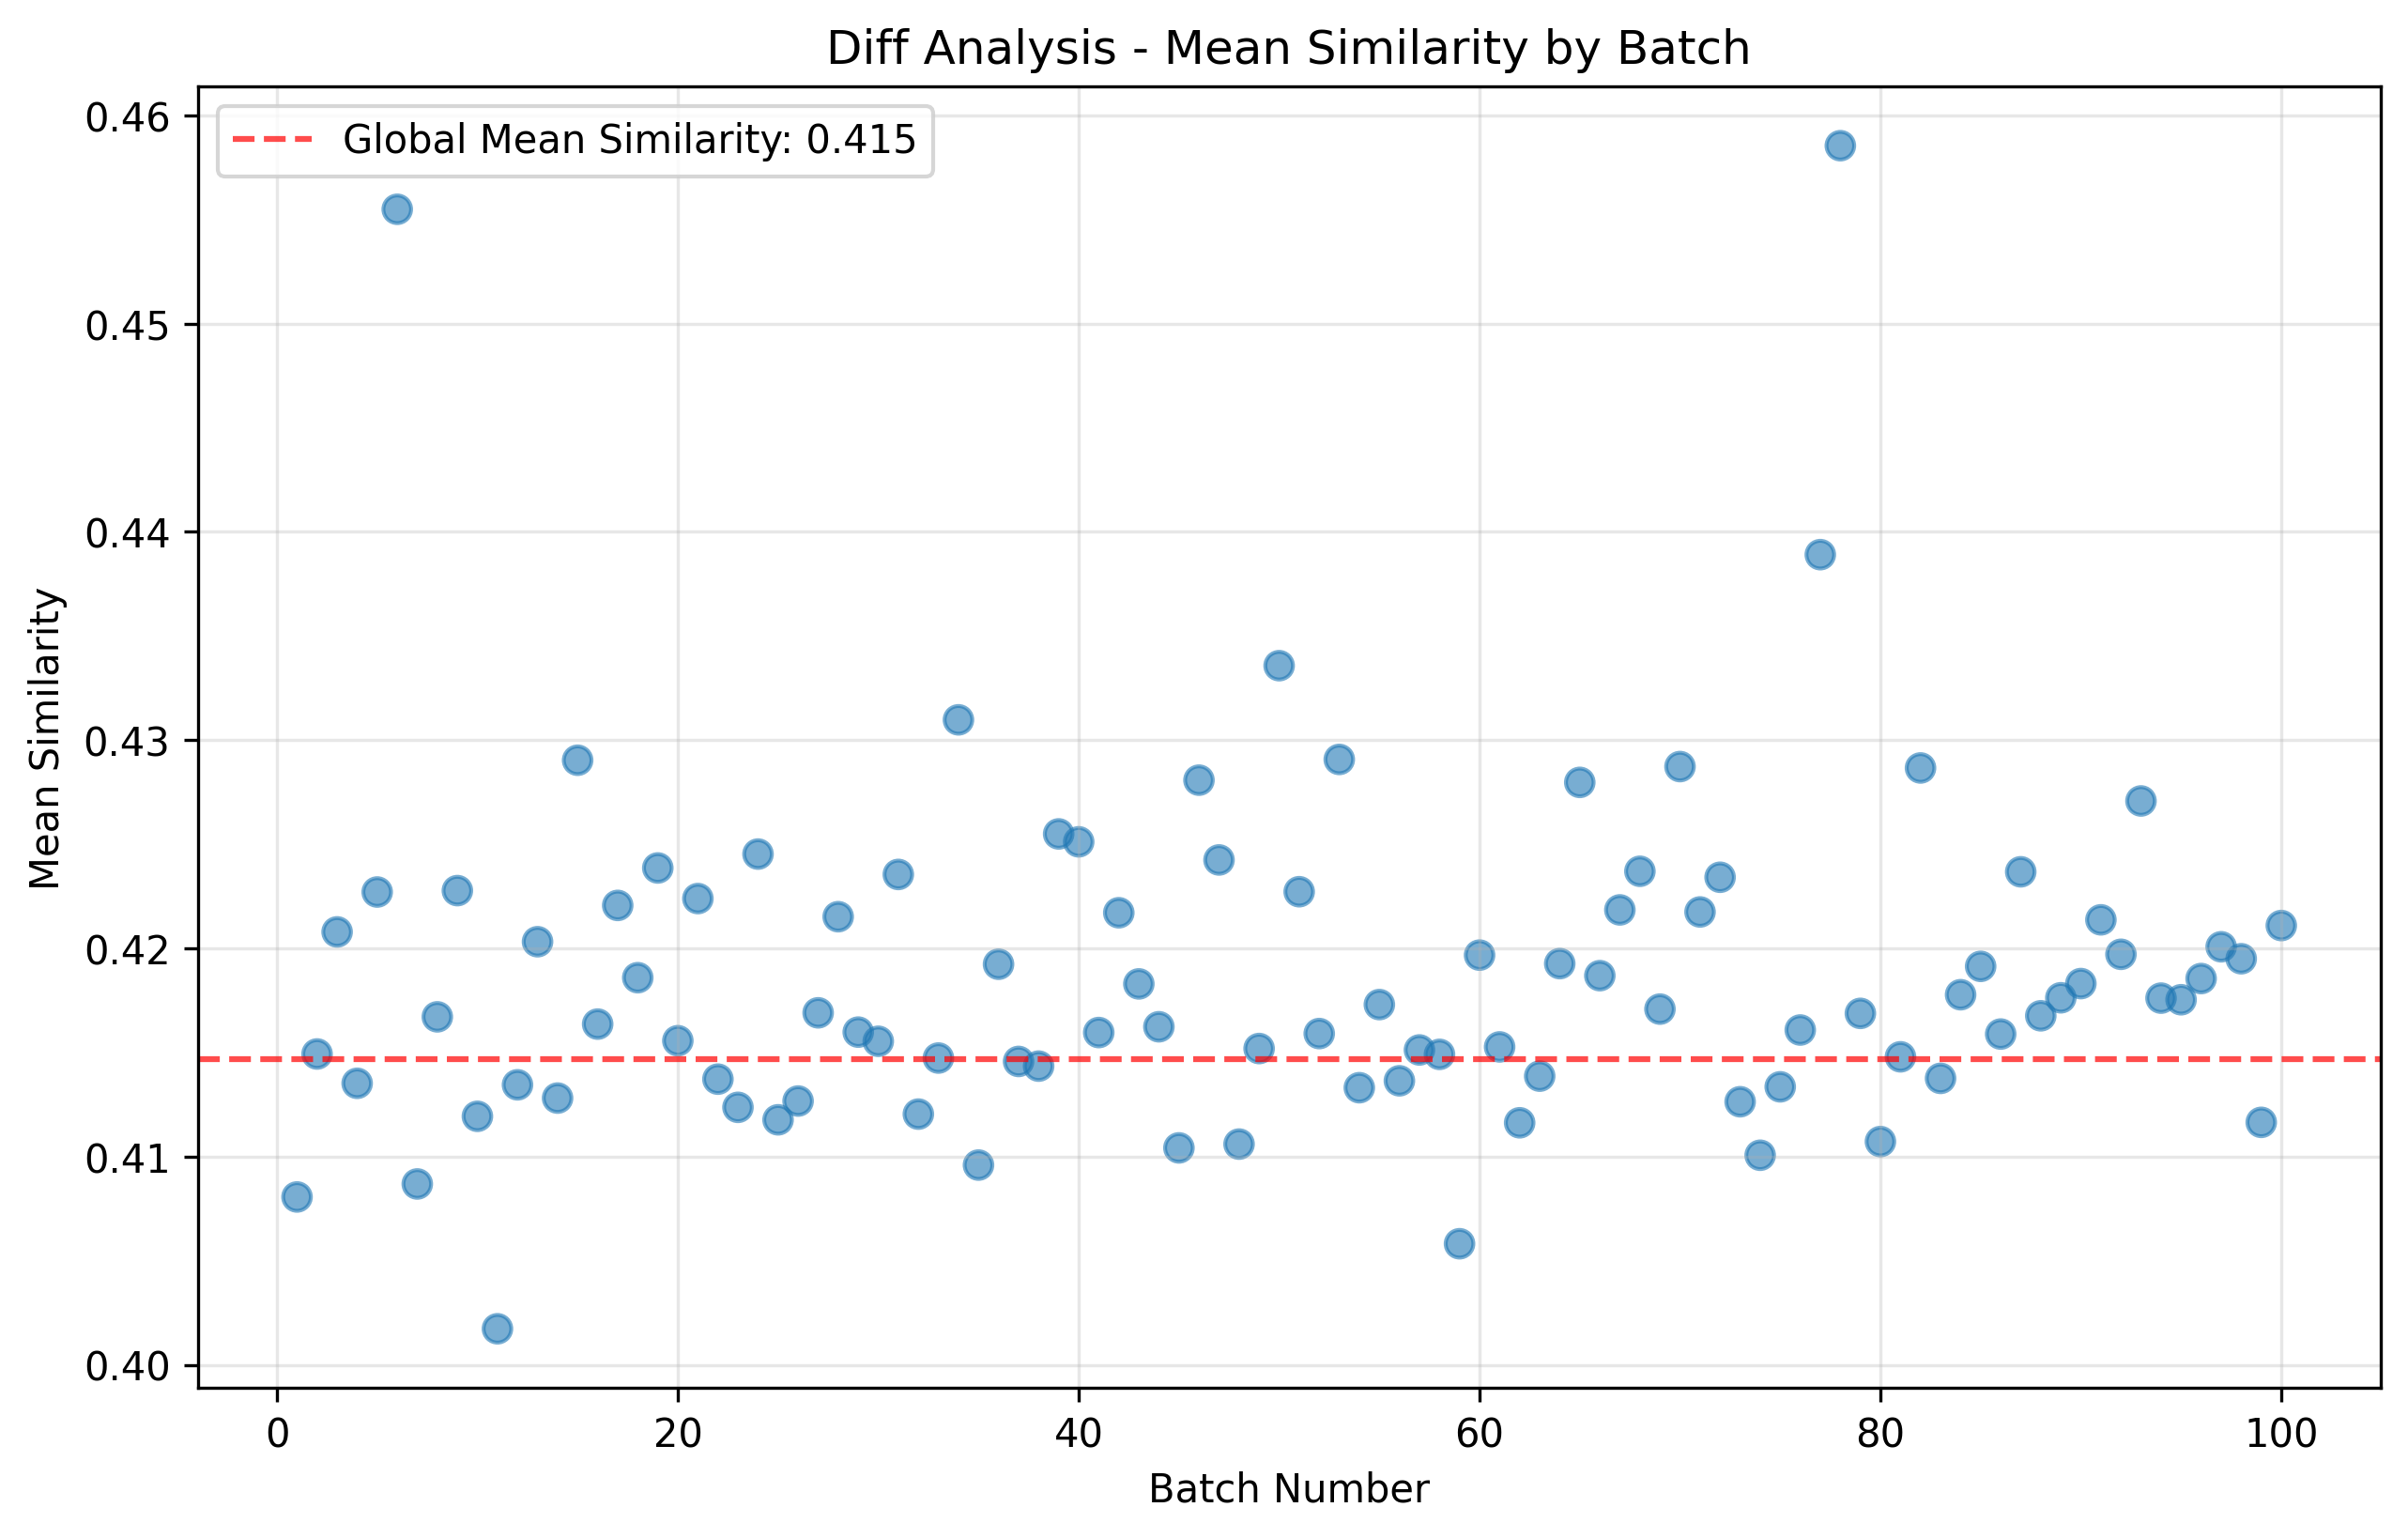 Diff Analysis - Mean Similarity by Batch
Global Mean Similarity: 0.415
0.46
0.45
0.44
0.43
0.42
0.41
0.40
Mean Similarity
0 20 40 60 80 100
Batch Number